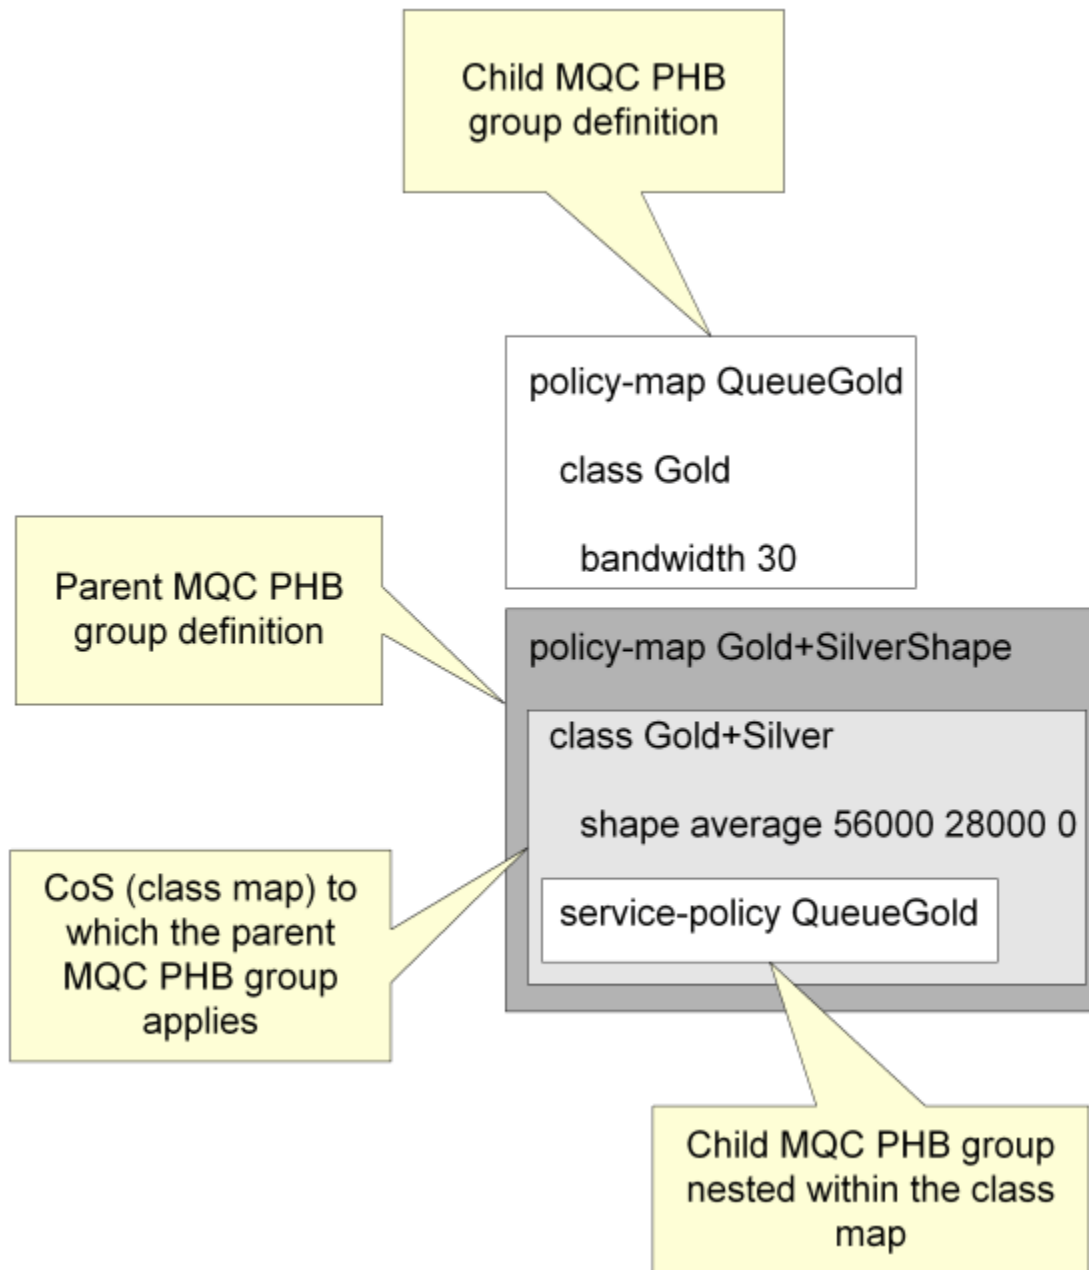 Child MQC PHB
group definition
policy-map QueueGold
class Gold
bandwidth 30
Parent MQC PHB
group definition
policy-map Gold+SilverShape
class Gold+Silver
shape average 56000 28000 0
CoS (class map) to
which the parent
MQC PHB group
applies
service-policy QueueGold
Child MQC PHB group
nested within the class
map